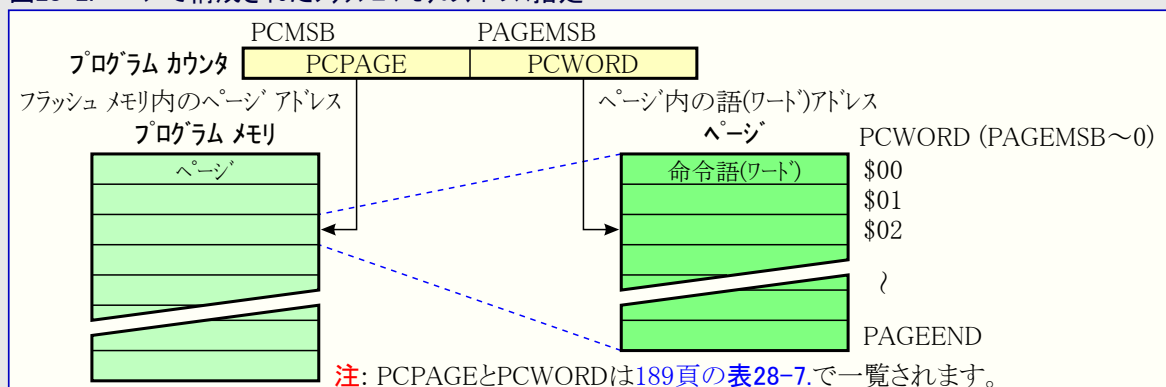 PCMSB PAGEMSB
プログラム カウンタ PCPAGE PCWORD
フラッシュ メモリ内のページ アドレス ページ内の語(ワード)アドレス
プログラム メモリ ページ PCWORD (PAGEMSB～0)
ページ 命令語(ワード) $00
$01
$02
～
PAGEEND
注: PCPAGEとPCWORDは189頁の表28-7.で一覧されます。